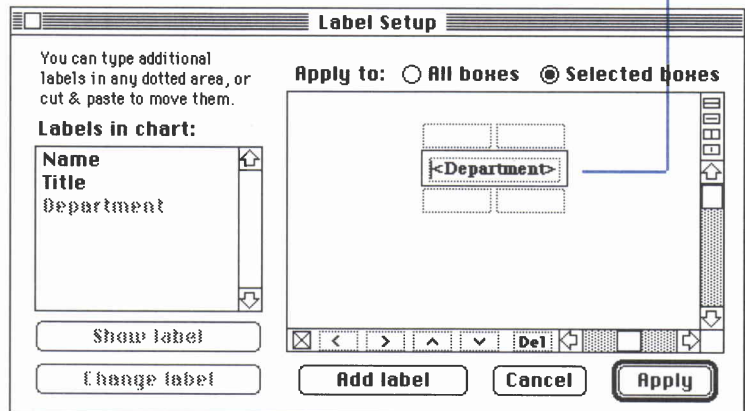 Label Setup
You can type additional
labels in any dotted area, or
cut & paste to move them.
Apply to: All boxes Selected boxes
Labels in chart:
Name
Title
Department
<Department>
Show label
Change label
< > ^ v Del
Add label
Cancel
Apply